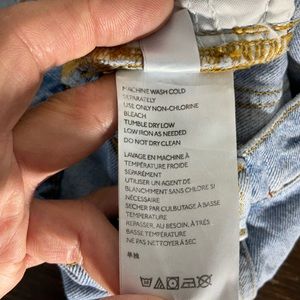 MACHINE WASH COLD
SEPARATELY
USE ONLY NON-CHLORINE
BLEACH
TUMBLE DRY LOW
LOW IRON AS NEEDED
DO NOT DRY CLEAN
LAVAGE EN MACHINE À
TEMPÉRATURE FROIDE
SÉPARÉMENT
UTILISER UN AGENT DE
BLANCHIMENT SANS CHLORE SI
NÉCESSAIRE
SÉCHER PAR CULBUTAGE À BASSE
TEMPÉRATURE
REPASSER, AU BESOIN, À TRÈS
BASSE TEMPÉRATURE
NE PAS NETTOYER À SEC